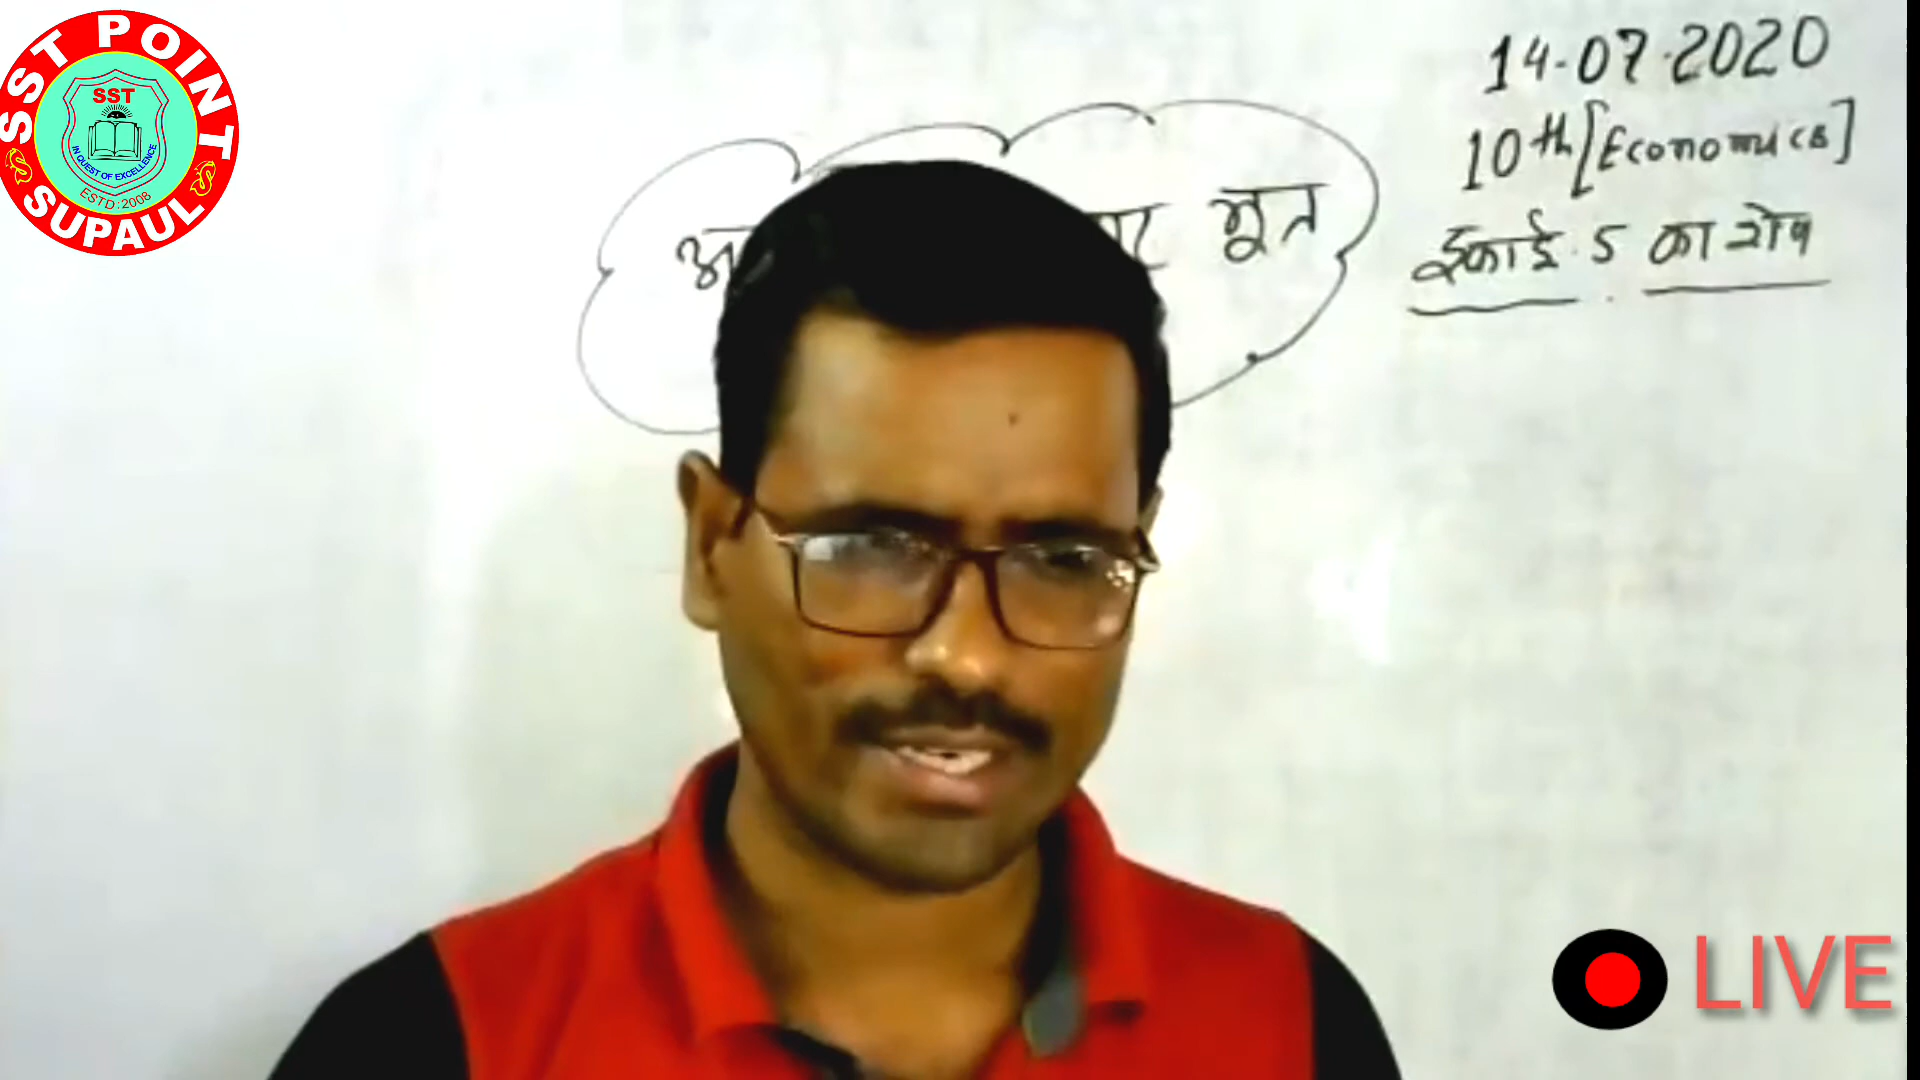 SST POINT
SST
IN QUEST OF EXCELLENCE
ESTD:2008
SUPAUL
14-07-2020
10th [Economics]
इकाई-5 का शेष
भूत
LIVE